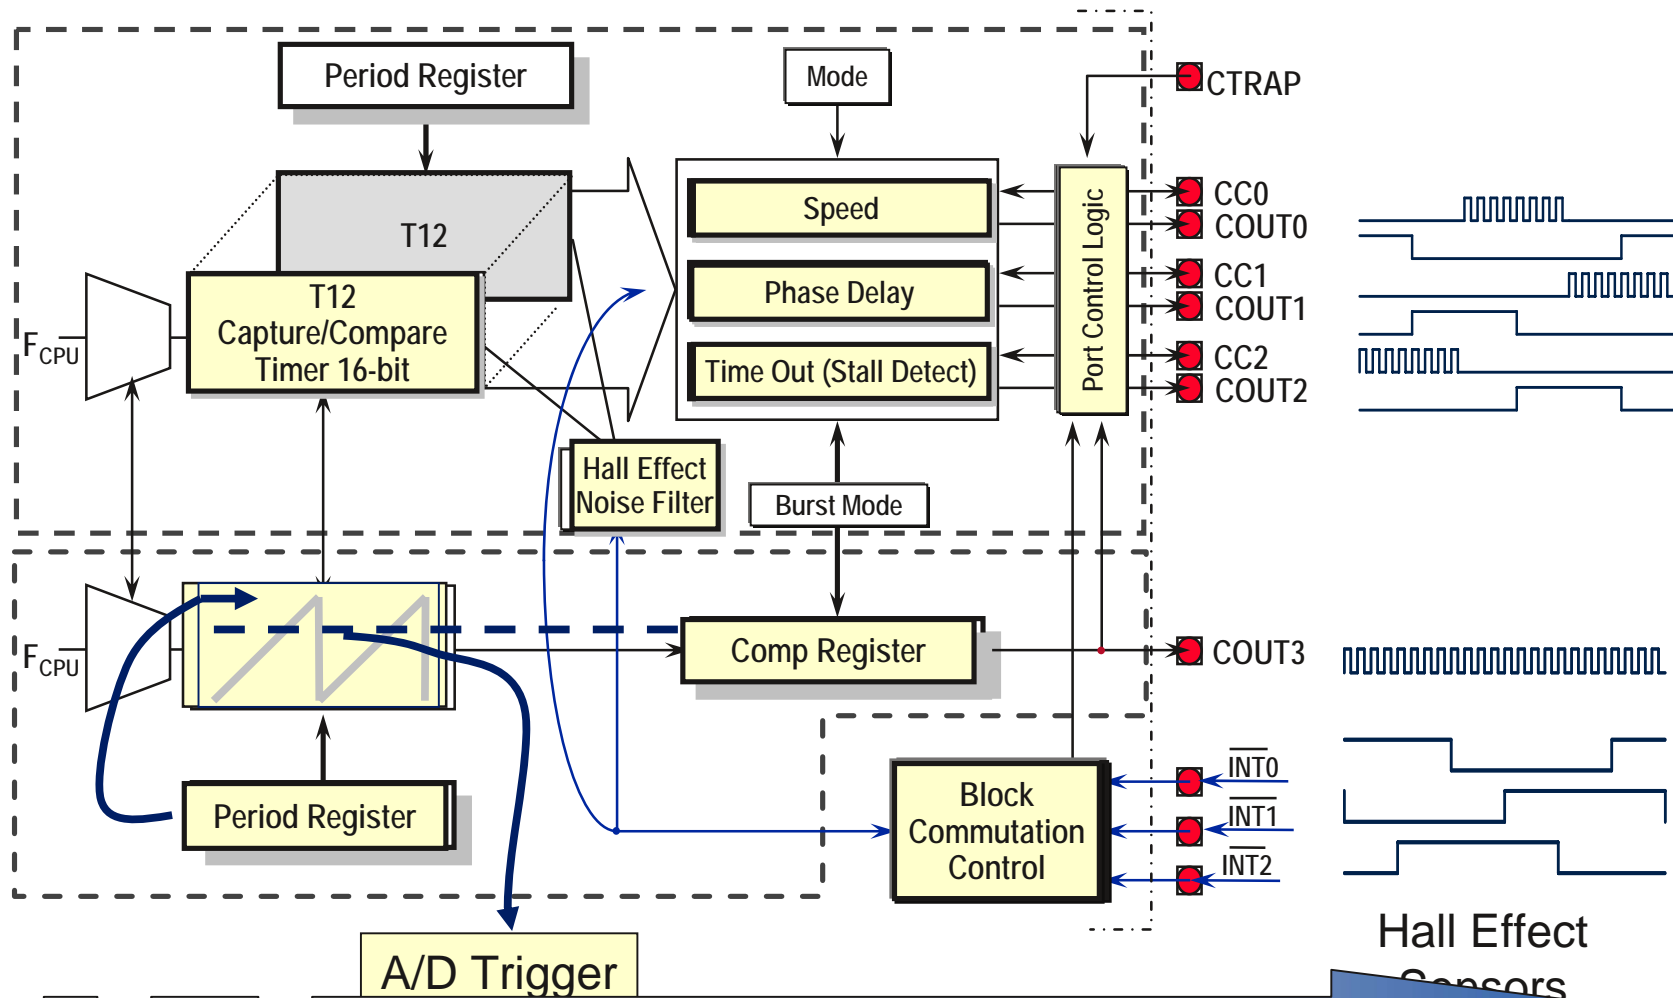 Period Register
Mode
CTRAP
T12
Speed
Port Control Logic
CC0
COUT0
T12
Capture/Compare
Timer 16-bit
Phase Delay
CC1
COUT1
FCPU
Time Out (Stall Detect)
CC2
COUT2
Hall Effect
Noise Filter
Burst Mode
FCPU
Comp Register
COUT3
Period Register
Block
Commutation
Control
INT0
INT1
INT2
A/D Trigger
Hall Effect
Sensors